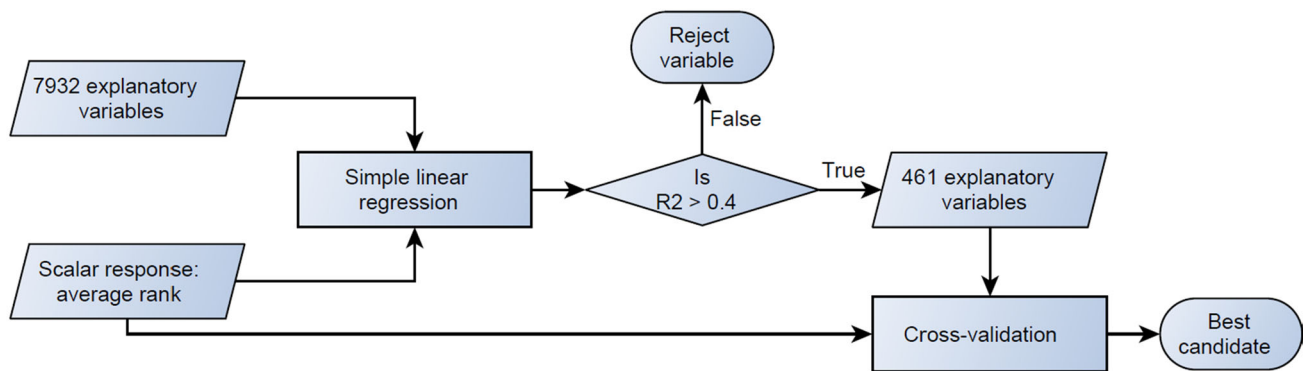 Reject
variable
7932 explanatory
variables
False
Simple linear
regression
Is
R2 > 0.4
True
461 explanatory
variables
Scalar response:
average rank
Cross-validation
Best
candidate